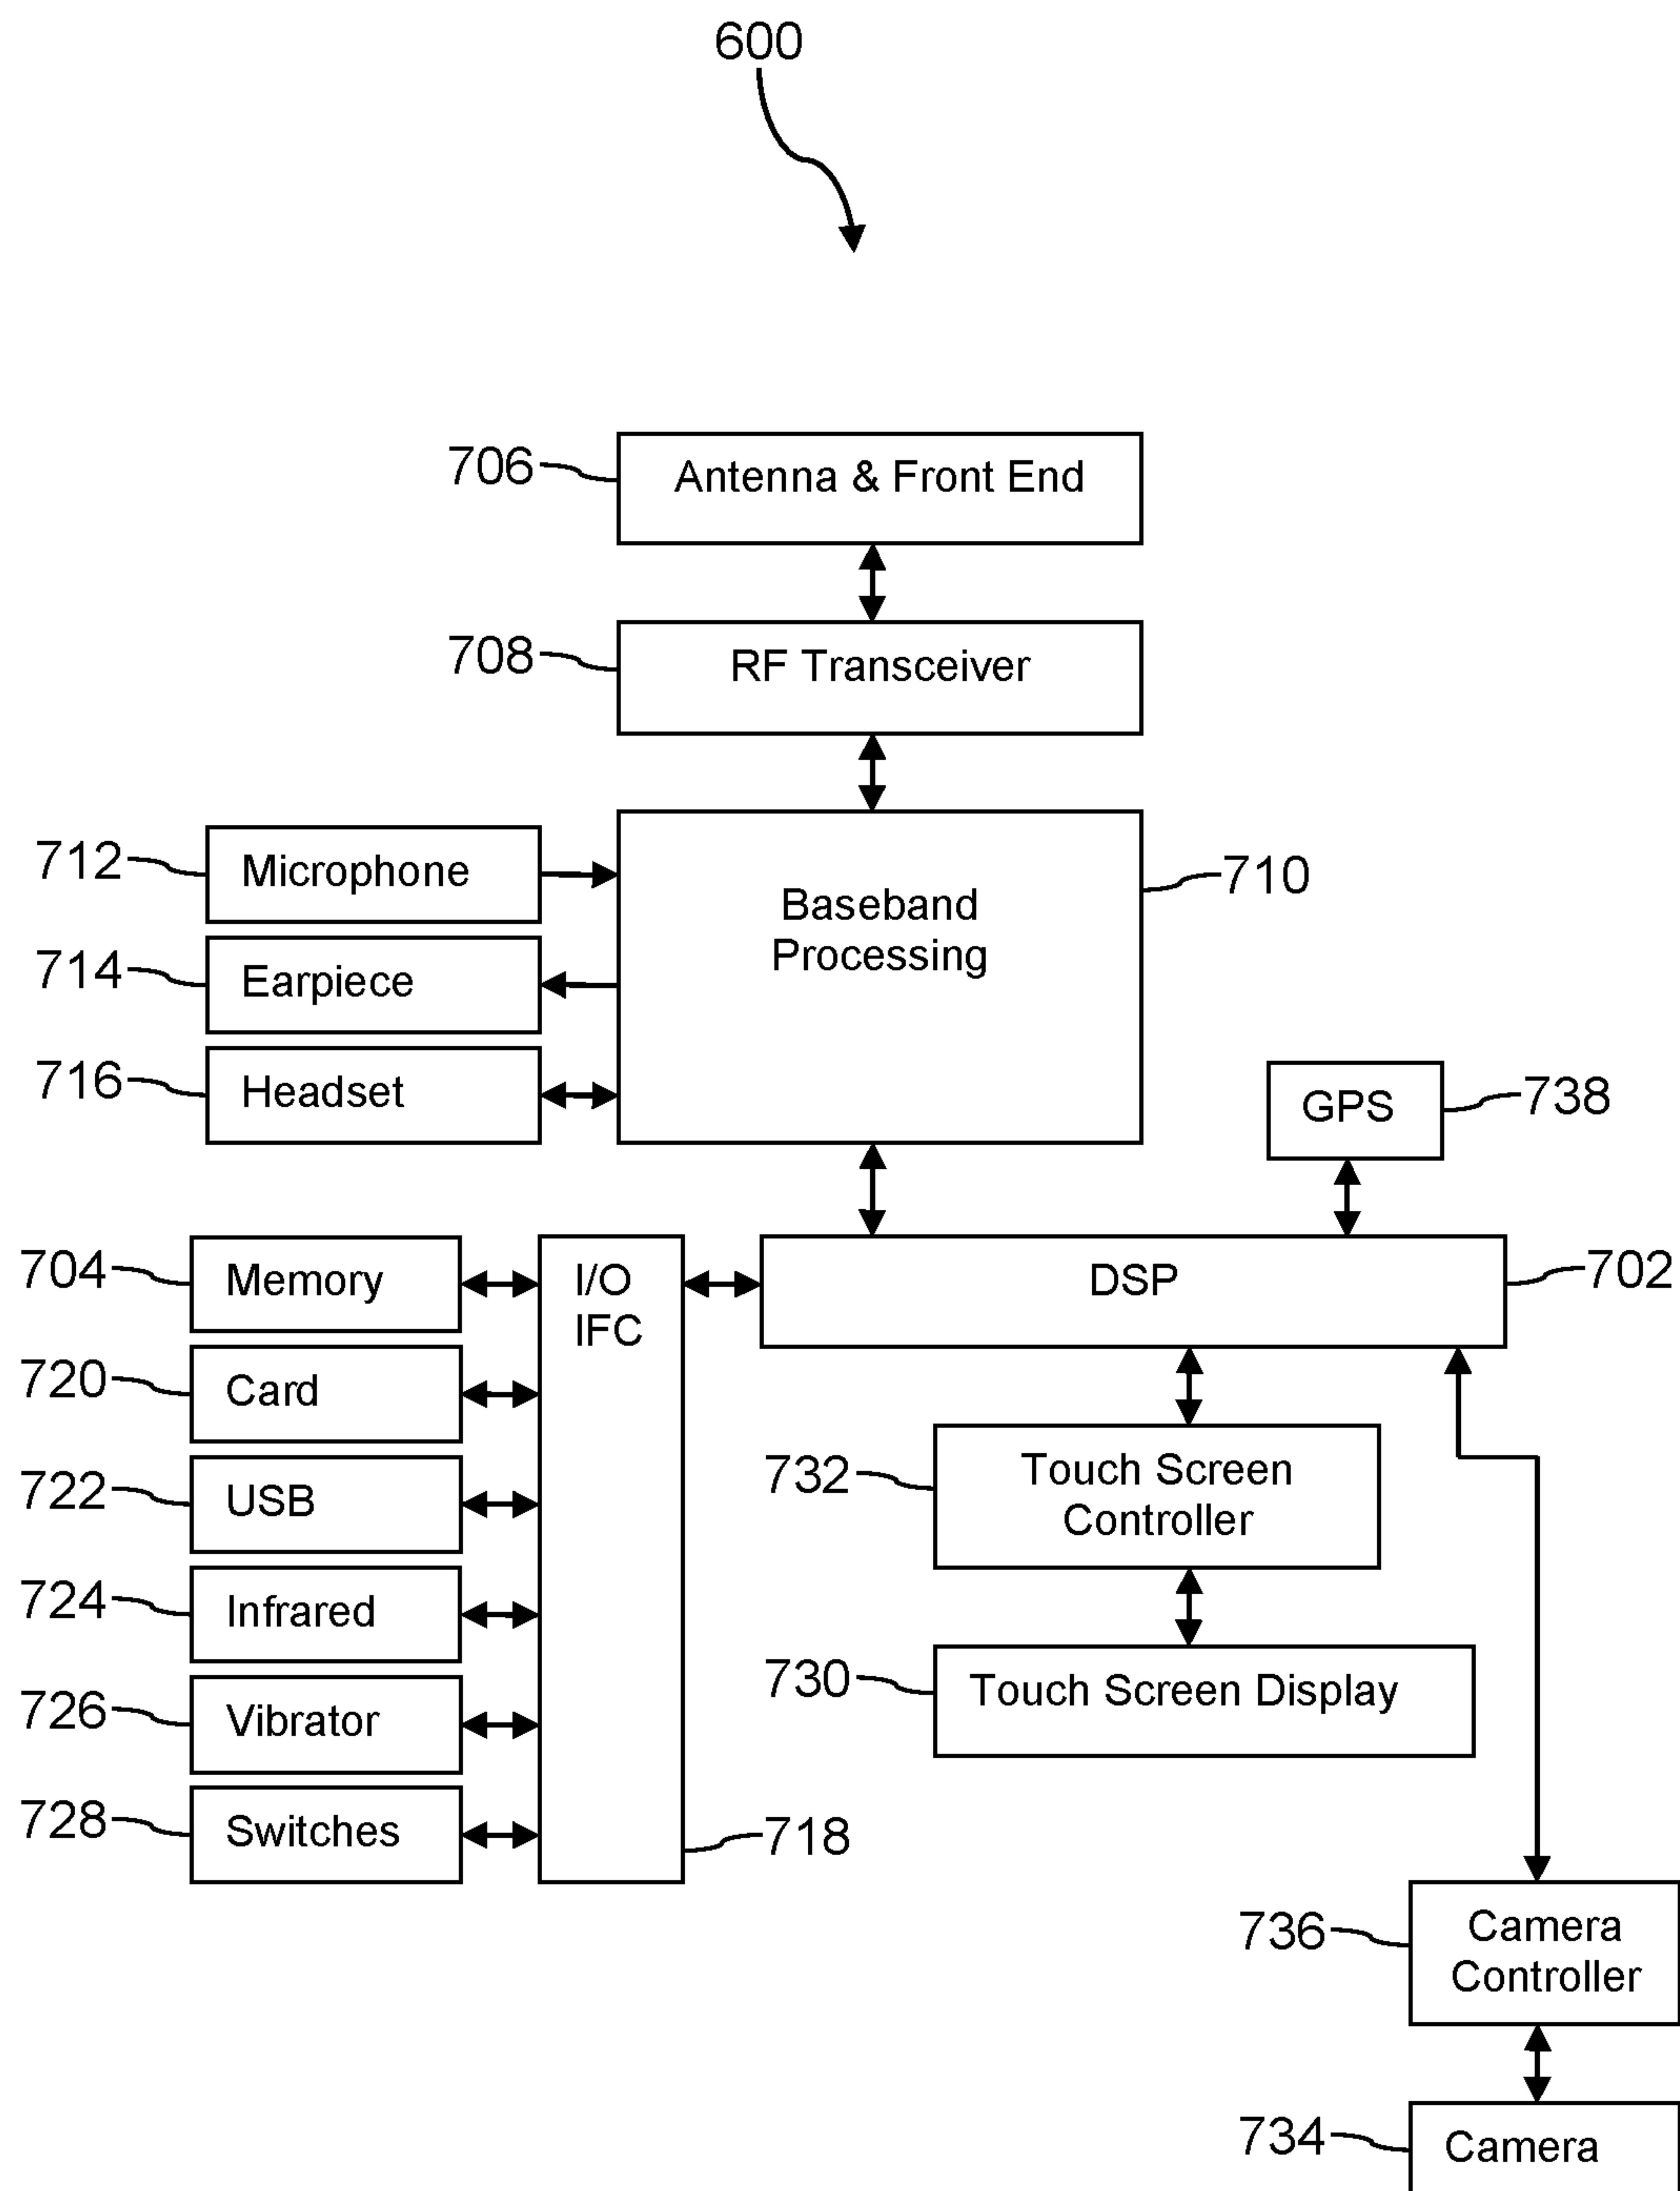 600
706
Antenna & Front End
708
RF Transceiver
712
Microphone
Baseband
Processing
710
714
Earpiece
716
Headset
GPS
738
704
Memory
I/O
IFC
DSP
702
720
Card
732
Touch Screen
Controller
722
USB
724
Infrared
730
Touch Screen Display
726
Vibrator
728
Switches
718
736
Camera
Controller
734
Camera